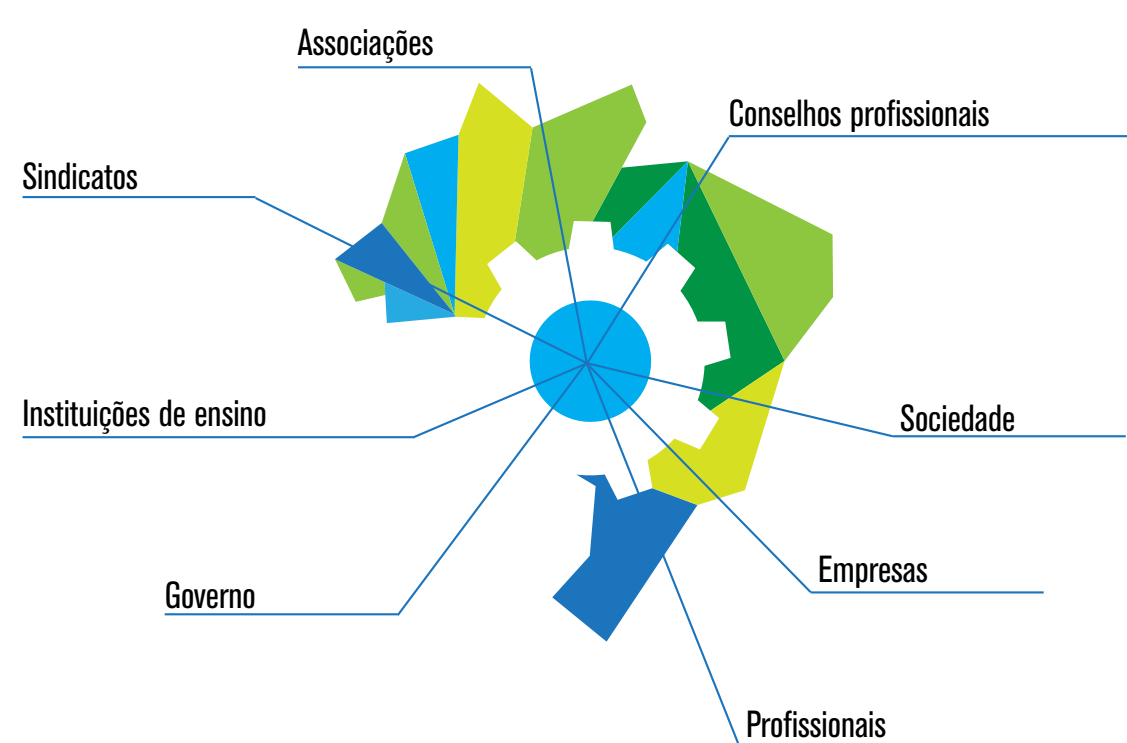 Associações
Conselhos profissionais
Sindicatos
Instituições de ensino
Sociedade
Empresas
Governo
Profissionais